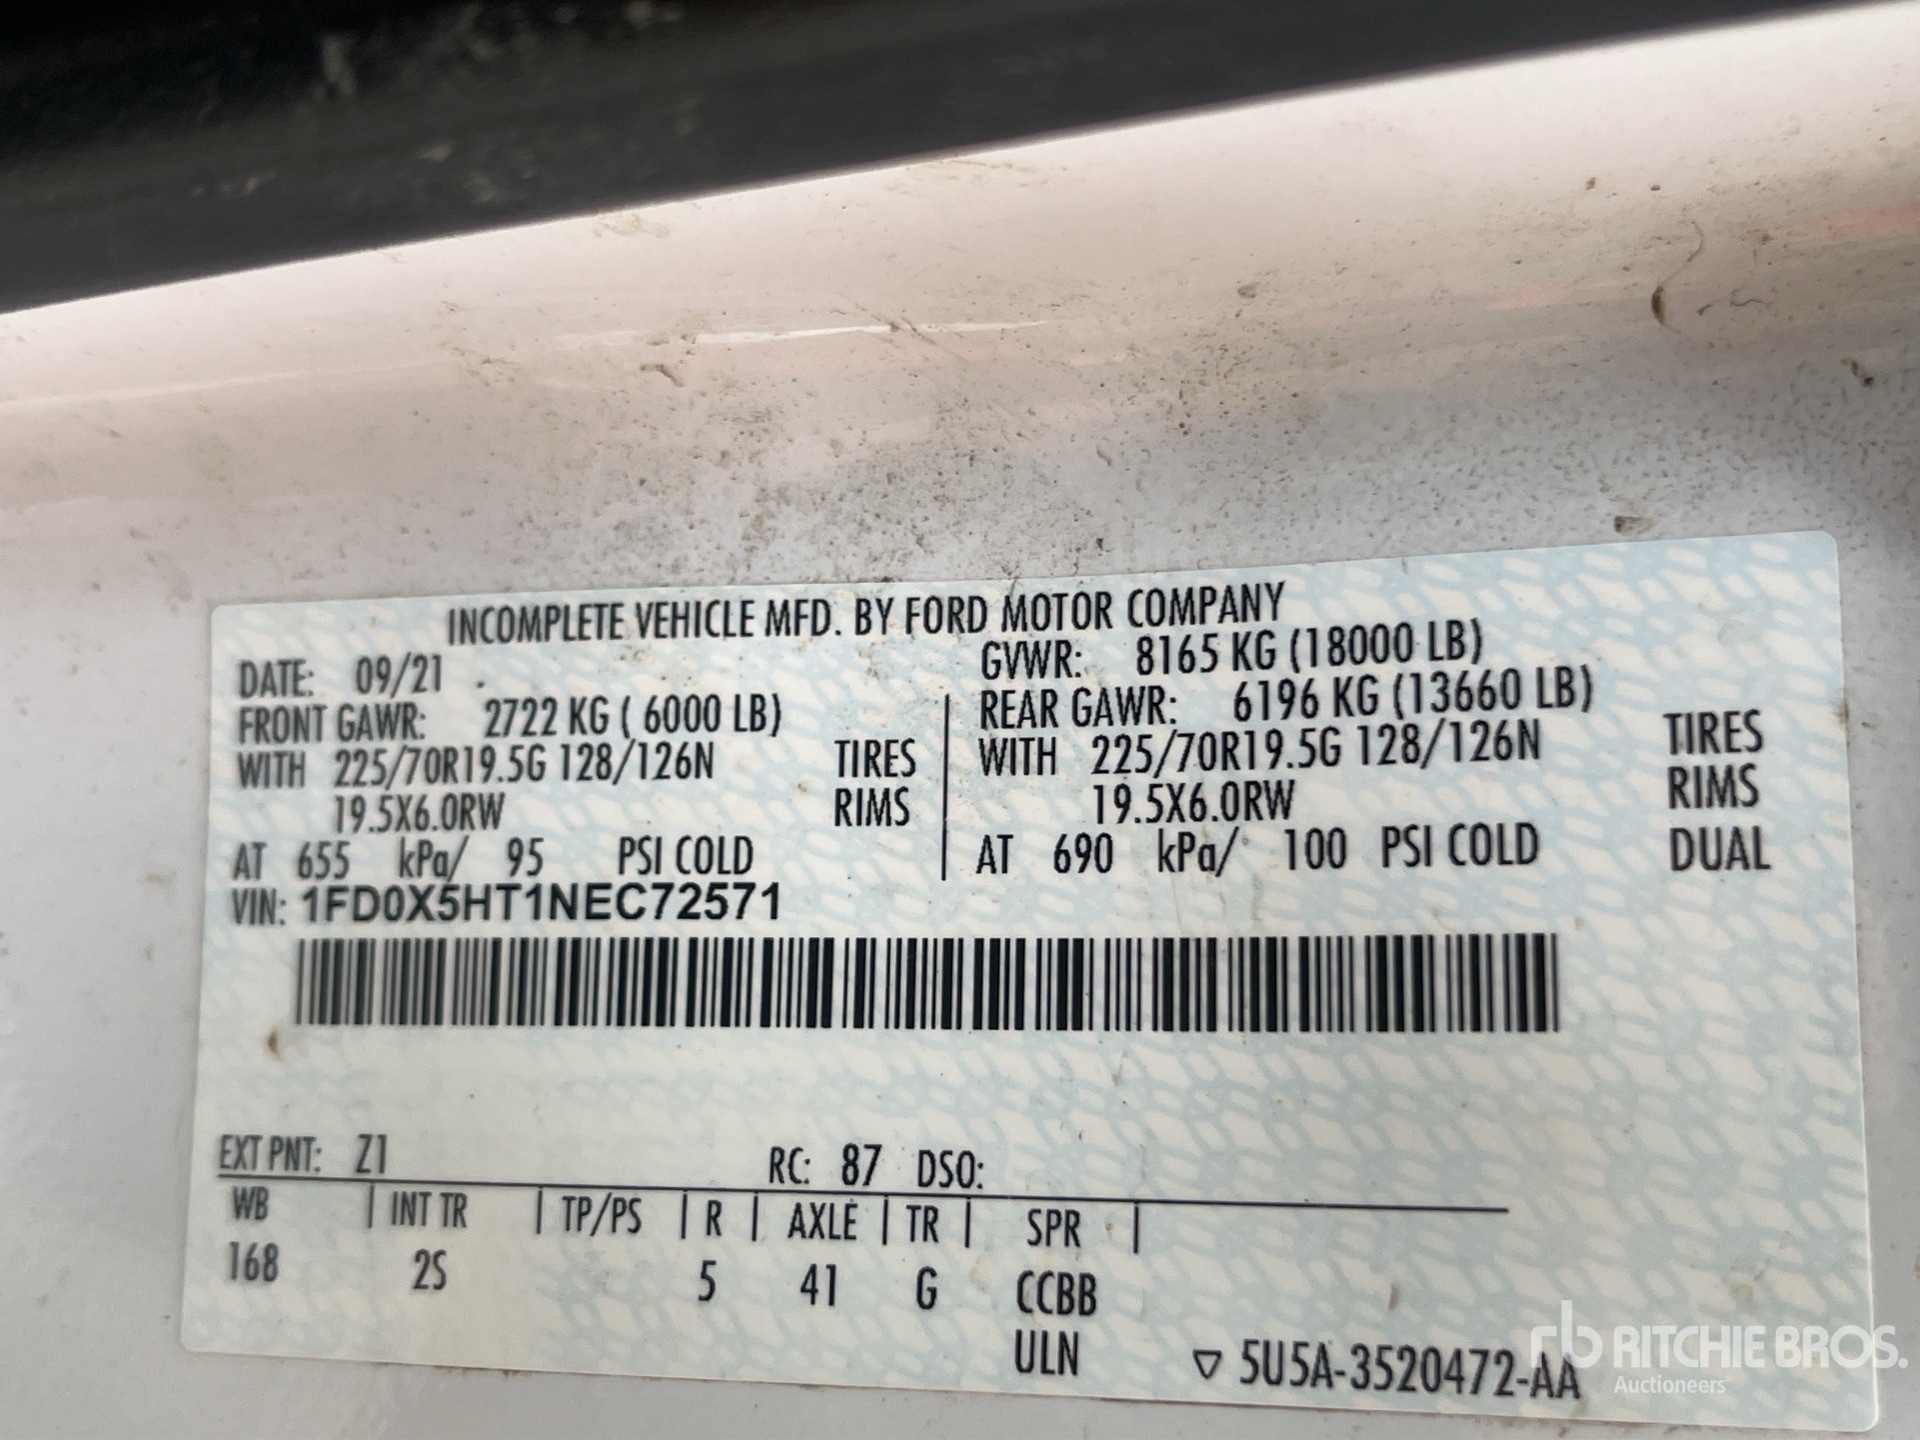 INCOMPLETE VEHICLE MFD. BY FORD MOTOR COMPANY
DATE: 09/21
GVWR: 8165 KG (18000 LB)
FRONT GAWR: 2722 KG ( 6000 LB)
REAR GAWR: 6196 KG (13660 LB)
WITH 225/70R19.5G 128/126N TIRES
WITH 225/70R19.5G 128/126N TIRES
19.5X6.0RW RIMS
19.5X6.0RW RIMS
AT 655 kPa/ 95 PSI COLD
AT 690 kPa/ 100 PSI COLD DUAL
VIN: 1FD0X5HT1NEC72571
EXT PNT: Z1 RC: 87 DSO:
WB | INT TR | TP/PS | R | AXLE | TR | SPR |
168 2S 5 41 G CCBB
ULN ▽ 5U5A-3520472-AA
rb RITCHIE BROS.
Auctioneers